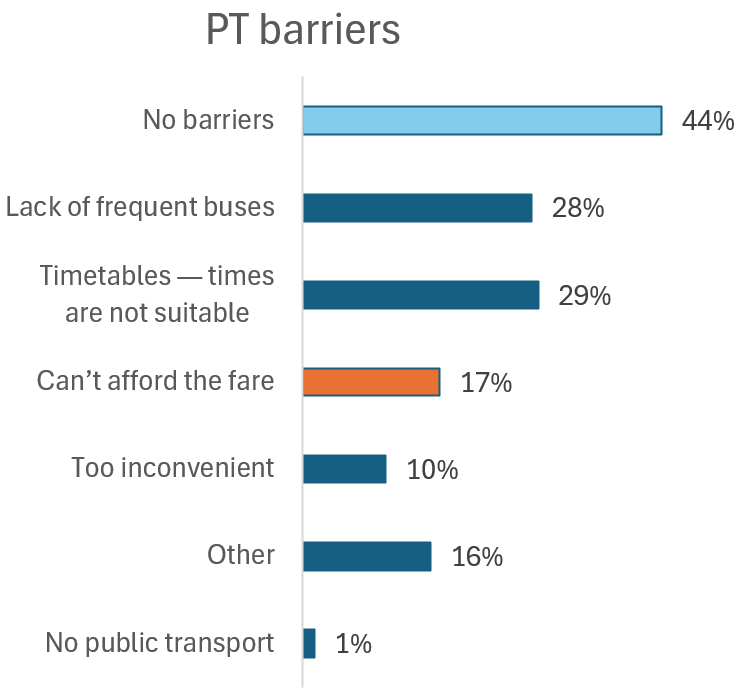 PT barriers
No barriers
44%
Lack of frequent buses
28%
Timetables — times
are not suitable
29%
Can’t afford the fare
17%
Too inconvenient
10%
Other
16%
No public transport
1%